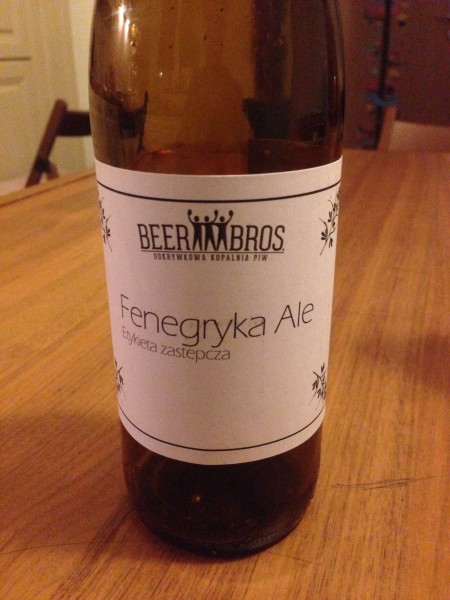 BEER BROS.
ODKRYWKOWA KOPALNIA PIW
Fenegryka Ale
Etykieta zastępcza